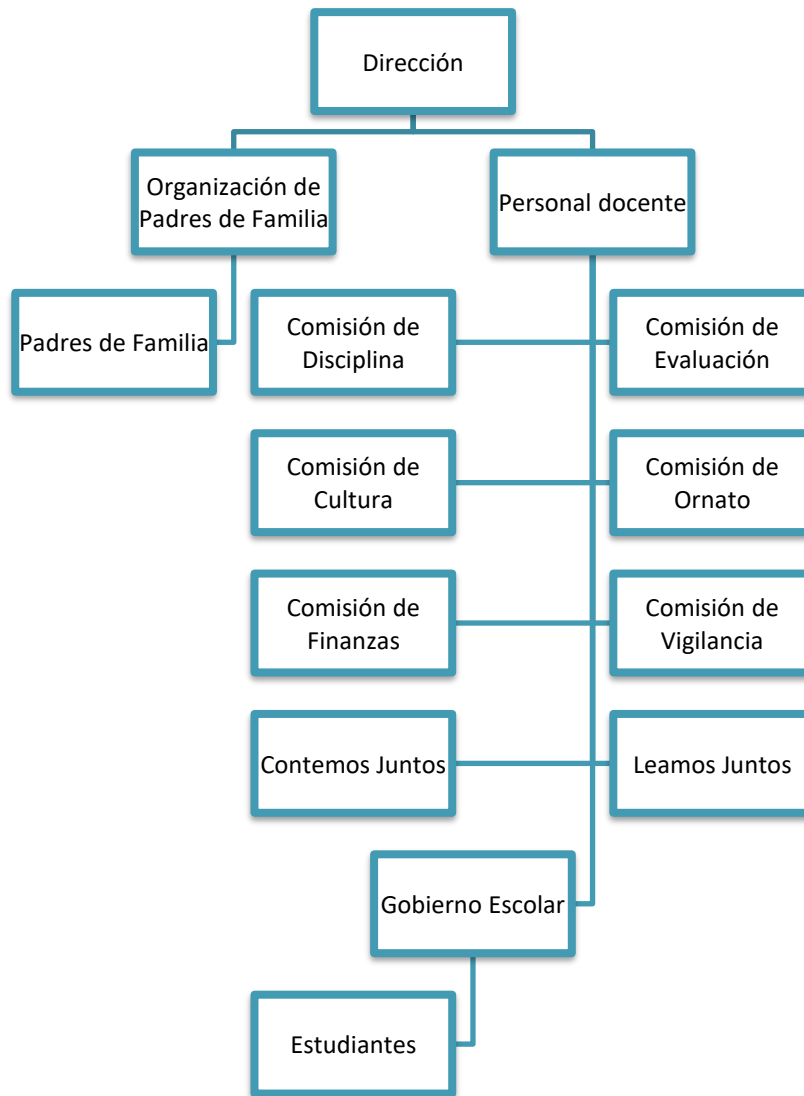 Dirección
Organización de
Padres de Familia
Personal docente
Padres de Familia
Comisión de
Disciplina
Comisión de
Evaluación
Comisión de
Cultura
Comisión de
Ornato
Comisión de
Finanzas
Comisión de
Vigilancia
Contemos Juntos
Leamos Juntos
Gobierno Escolar
Estudiantes